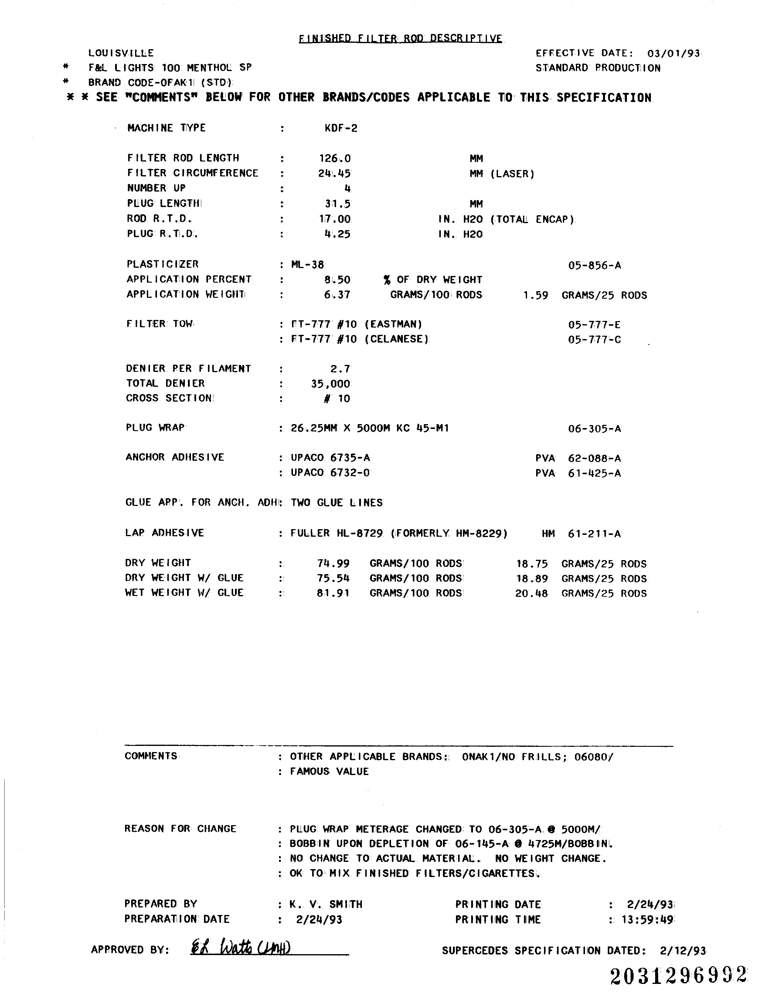 FINISHED FILTER ROD DESCRIPTIVE
LOUISVILLE EFFECTIVE DATE: 03/01/93
* F&L LIGHTS 100 MENTHOL SP STANDARD PRODUCTION
* BRAND CODE-OFAK1 (STD)
* * SEE "COMMENTS" BELOW FOR OTHER BRANDS/CODES APPLICABLE TO THIS SPECIFICATION
MACHINE TYPE : KDF-2
FILTER ROD LENGTH : 126.0 MM
FILTER CIRCUMFERENCE : 24.45 MM (LASER)
NUMBER UP : 4
PLUG LENGTH : 31.5 MM
ROD R.T.D. : 17.00 IN. H2O (TOTAL ENCAP)
PLUG R.T.D. : 4.25 IN. H2O
PLASTICIZER : ML-38 05-856-A
APPLICATION PERCENT : 8.50 % OF DRY WEIGHT
APPLICATION WEIGHT : 6.37 GRAMS/100 RODS 1.59 GRAMS/25 RODS
FILTER TOW : FT-777 #10 (EASTMAN) 05-777-E
: FT-777 #10 (CELANESE) 05-777-C
DENIER PER FILAMENT : 2.7
TOTAL DENIER : 35,000
CROSS SECTION : # 10
PLUG WRAP : 26.25MM X 5000M KC 45-M1 06-305-A
ANCHOR ADHESIVE : UPACO 6735-A PVA 62-088-A
: UPACO 6732-0 PVA 61-425-A
GLUE APP. FOR ANCH. ADH: TWO GLUE LINES
LAP ADHESIVE : FULLER HL-8729 (FORMERLY HM-8229) HM 61-211-A
DRY WEIGHT : 74.99 GRAMS/100 RODS 18.75 GRAMS/25 RODS
DRY WEIGHT W/ GLUE : 75.54 GRAMS/100 RODS 18.89 GRAMS/25 RODS
WET WEIGHT W/ GLUE : 81.91 GRAMS/100 RODS 20.48 GRAMS/25 RODS
COMMENTS : OTHER APPLICABLE BRANDS: ONAK1/NO FRILLS; 06080/
: FAMOUS VALUE
REASON FOR CHANGE : PLUG WRAP METERAGE CHANGED TO 06-305-A @ 5000M/
: BOBBIN UPON DEPLETION OF 06-145-A @ 4725M/BOBBIN.
: NO CHANGE TO ACTUAL MATERIAL. NO WEIGHT CHANGE.
: OK TO MIX FINISHED FILTERS/CIGARETTES.
PREPARED BY : K. V. SMITH PRINTING DATE : 2/24/93
PREPARATION DATE : 2/24/93 PRINTING TIME : 13:59:49
APPROVED BY: Watts SUPERCEDES SPECIFICATION DATED: 2/12/93
2031296992